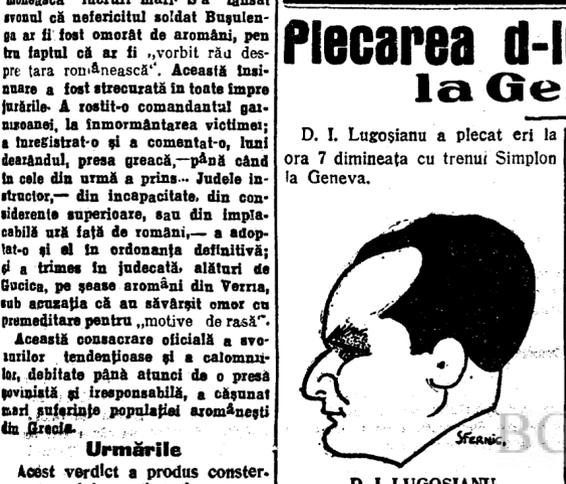 svonul că nefericitul soldat Bușulen-
ga ar fi fost omorât de aromâni, pen
tru faptul că ar fi „vorbit rău des-
pre țara românească“. Această insi-
nuare a fost strecurată în toate împre
jurările. A rostit-o comandantul gar-
nizoanei, la înmormântarea victimei;
a înregistrat-o și a comentat-o, luni
dearândul, presa greacă,—până când
în cele din urmă a prins... Judele in-
structor,— din incapacitate, din con-
siderente superioare, sau din impla-
cabilă ură față de români,— a adop-
tat-o și el în ordonanța definitivă;
și a trimes în judecată, alături de
Gucica, pe șease aromâni din Verria,
sub acuzația că au săvârșit omor cu
premeditare pentru „motive de rasă“.
Această consacrare oficială a svo-
nurilor tendențioase și a calomnii-
lor, debitate până atunci de o presă
șovinistă și iresponsabilă, a cășunat
mari suferințe populației aromânești
din Grecia.
Urmările
Acest verdict a produs conster-
Plecarea d-l
la Ge
D. I. Lugoșianu a plecat eri la
ora 7 dimineața cu trenul Simplon
la Geneva.
SFERNIC,
D. I. LUGOSIANU
BC